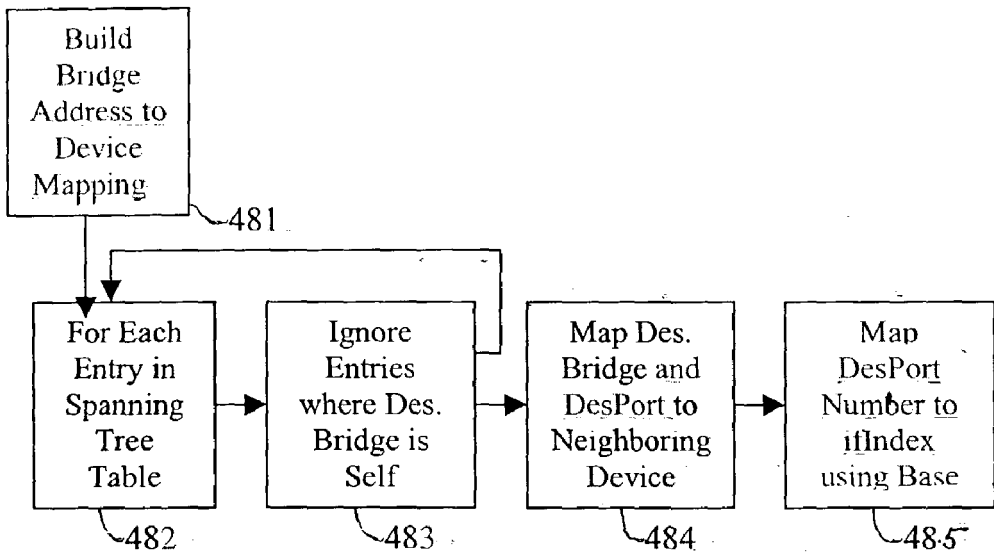 Build
Bridge
Address to
Device
Mapping
481
For Each
Entry in
Spanning
Tree
Table
482
Ignore
Entries
where Des.
Bridge is
Self
483
Map Des.
Bridge and
DesPort to
Neighboring
Device
484
Map
DesPort
Number to
ifIndex
using Base
485